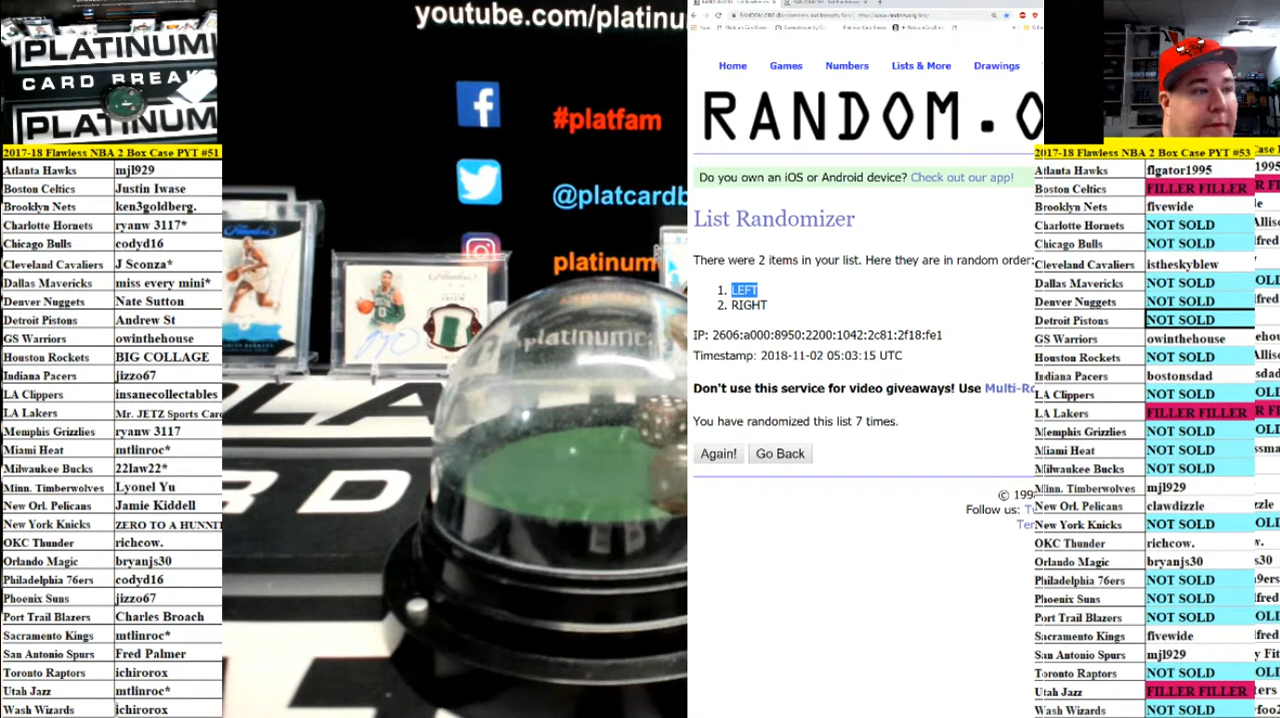 youtube.com/platinu
PLATINUM
CARD BREAK
PLATINUM
#platfam
@platcardb
platinum
platinumc
2017-18 Flawless NBA 2 Box Case PYT #51
Atlanta Hawks mjl929
Boston Celtics Justin Iwase
Brooklyn Nets ken3goldberg.
Charlotte Hornets ryanw 3117*
Chicago Bulls codyd16
Cleveland Cavaliers J Sconza*
Dallas Mavericks miss every mini*
Denver Nuggets Nate Sutton
Detroit Pistons Andrew St
GS Warriors owinthehouse
Houston Rockets BIG COLLAGE
Indiana Pacers jizzo67
LA Clippers insanecollectables
LA Lakers Mr. JETZ Sports Card
Memphis Grizzlies ryanw 3117
Miami Heat mtlinroc*
Milwaukee Bucks 22law22*
Minn. Timberwolves Lyonel Yu
New Orl. Pelicans Jamie Kiddell
New York Knicks ZERO TO A HUNNIT
OKC Thunder richcow.
Orlando Magic bryanjs30
Philadelphia 76ers codyd16
Phoenix Suns jizzo67
Port Trail Blazers Charles Broach
Sacramento Kings mtlinroc*
San Antonio Spurs Fred Palmer
Toronto Raptors ichirorox
Utah Jazz mtlinroc*
Wash Wizards ichirorox
Home Games Numbers Lists & More Drawings
RANDOM.O
Do you own an iOS or Android device? Check out our app!
List Randomizer
There were 2 items in your list. Here they are in random order:
1. LEFT
2. RIGHT
IP: 2606:a000:8950:2200:1042:2c81:2f18:fe1
Timestamp: 2018-11-02 05:03:15 UTC
Don't use this service for video giveaways! Use Multi-Ro
You have randomized this list 7 times.
Again! Go Back
© 199
Follow us: T
Ter
2017-18 Flawless NBA 2 Box Case PYT #53
Atlanta Hawks flgator1995
Boston Celtics FILLER FILLER
Brooklyn Nets fivewide
Charlotte Hornets NOT SOLD
Chicago Bulls NOT SOLD
Cleveland Cavaliers istheskyblew
Dallas Mavericks NOT SOLD
Denver Nuggets NOT SOLD
Detroit Pistons NOT SOLD
GS Warriors owinthehouse
Houston Rockets NOT SOLD
Indiana Pacers bostonsdad
LA Clippers NOT SOLD
LA Lakers FILLER FILLER
Memphis Grizzlies NOT SOLD
Miami Heat NOT SOLD
Milwaukee Bucks NOT SOLD
Minn. Timberwolves mjl929
New Orl. Pelicans clawdizzle
New York Knicks NOT SOLD
OKC Thunder richcow.
Orlando Magic bryanjs30
Philadelphia 76ers NOT SOLD
Phoenix Suns NOT SOLD
Port Trail Blazers NOT SOLD
Sacramento Kings fivewide
San Antonio Spurs mjl929
Toronto Raptors NOT SOLD
Utah Jazz FILLER FILLER
Wash Wizards NOT SOLD